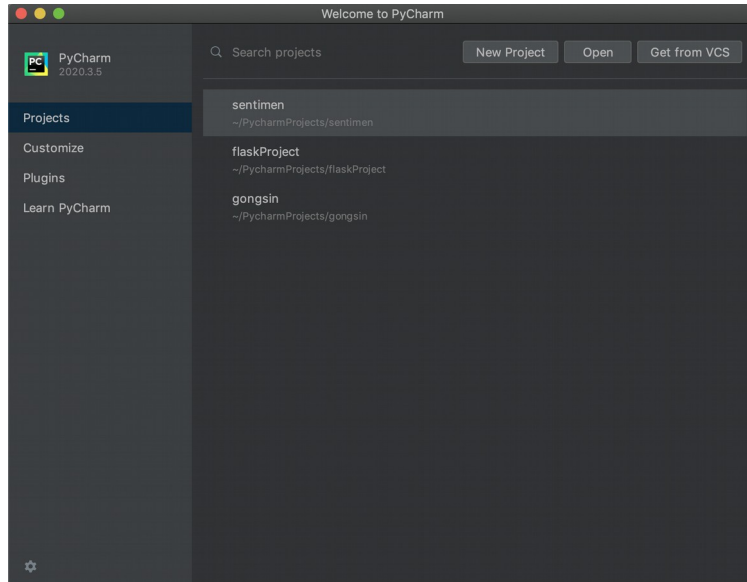 Welcome to PyCharm
PC
PyCharm
2020.3.5
Search projects
New Project
Open
Get from VCS
Projects
Customize
Plugins
Learn PyCharm
sentimen
~/PycharmProjects/sentimen
flaskProject
~/PycharmProjects/flaskProject
gongsin
~/PycharmProjects/gongsin